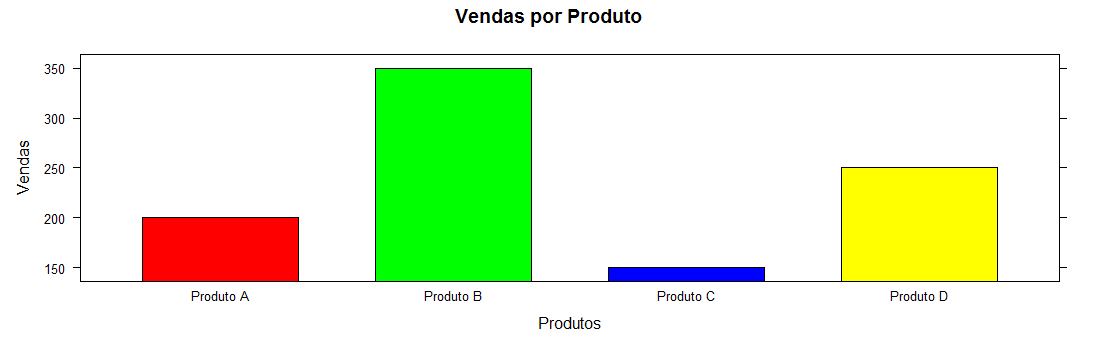 Vendas por Produto
350
300
250
200
150
Vendas
Produto A
Produto B
Produto C
Produto D
Produtos